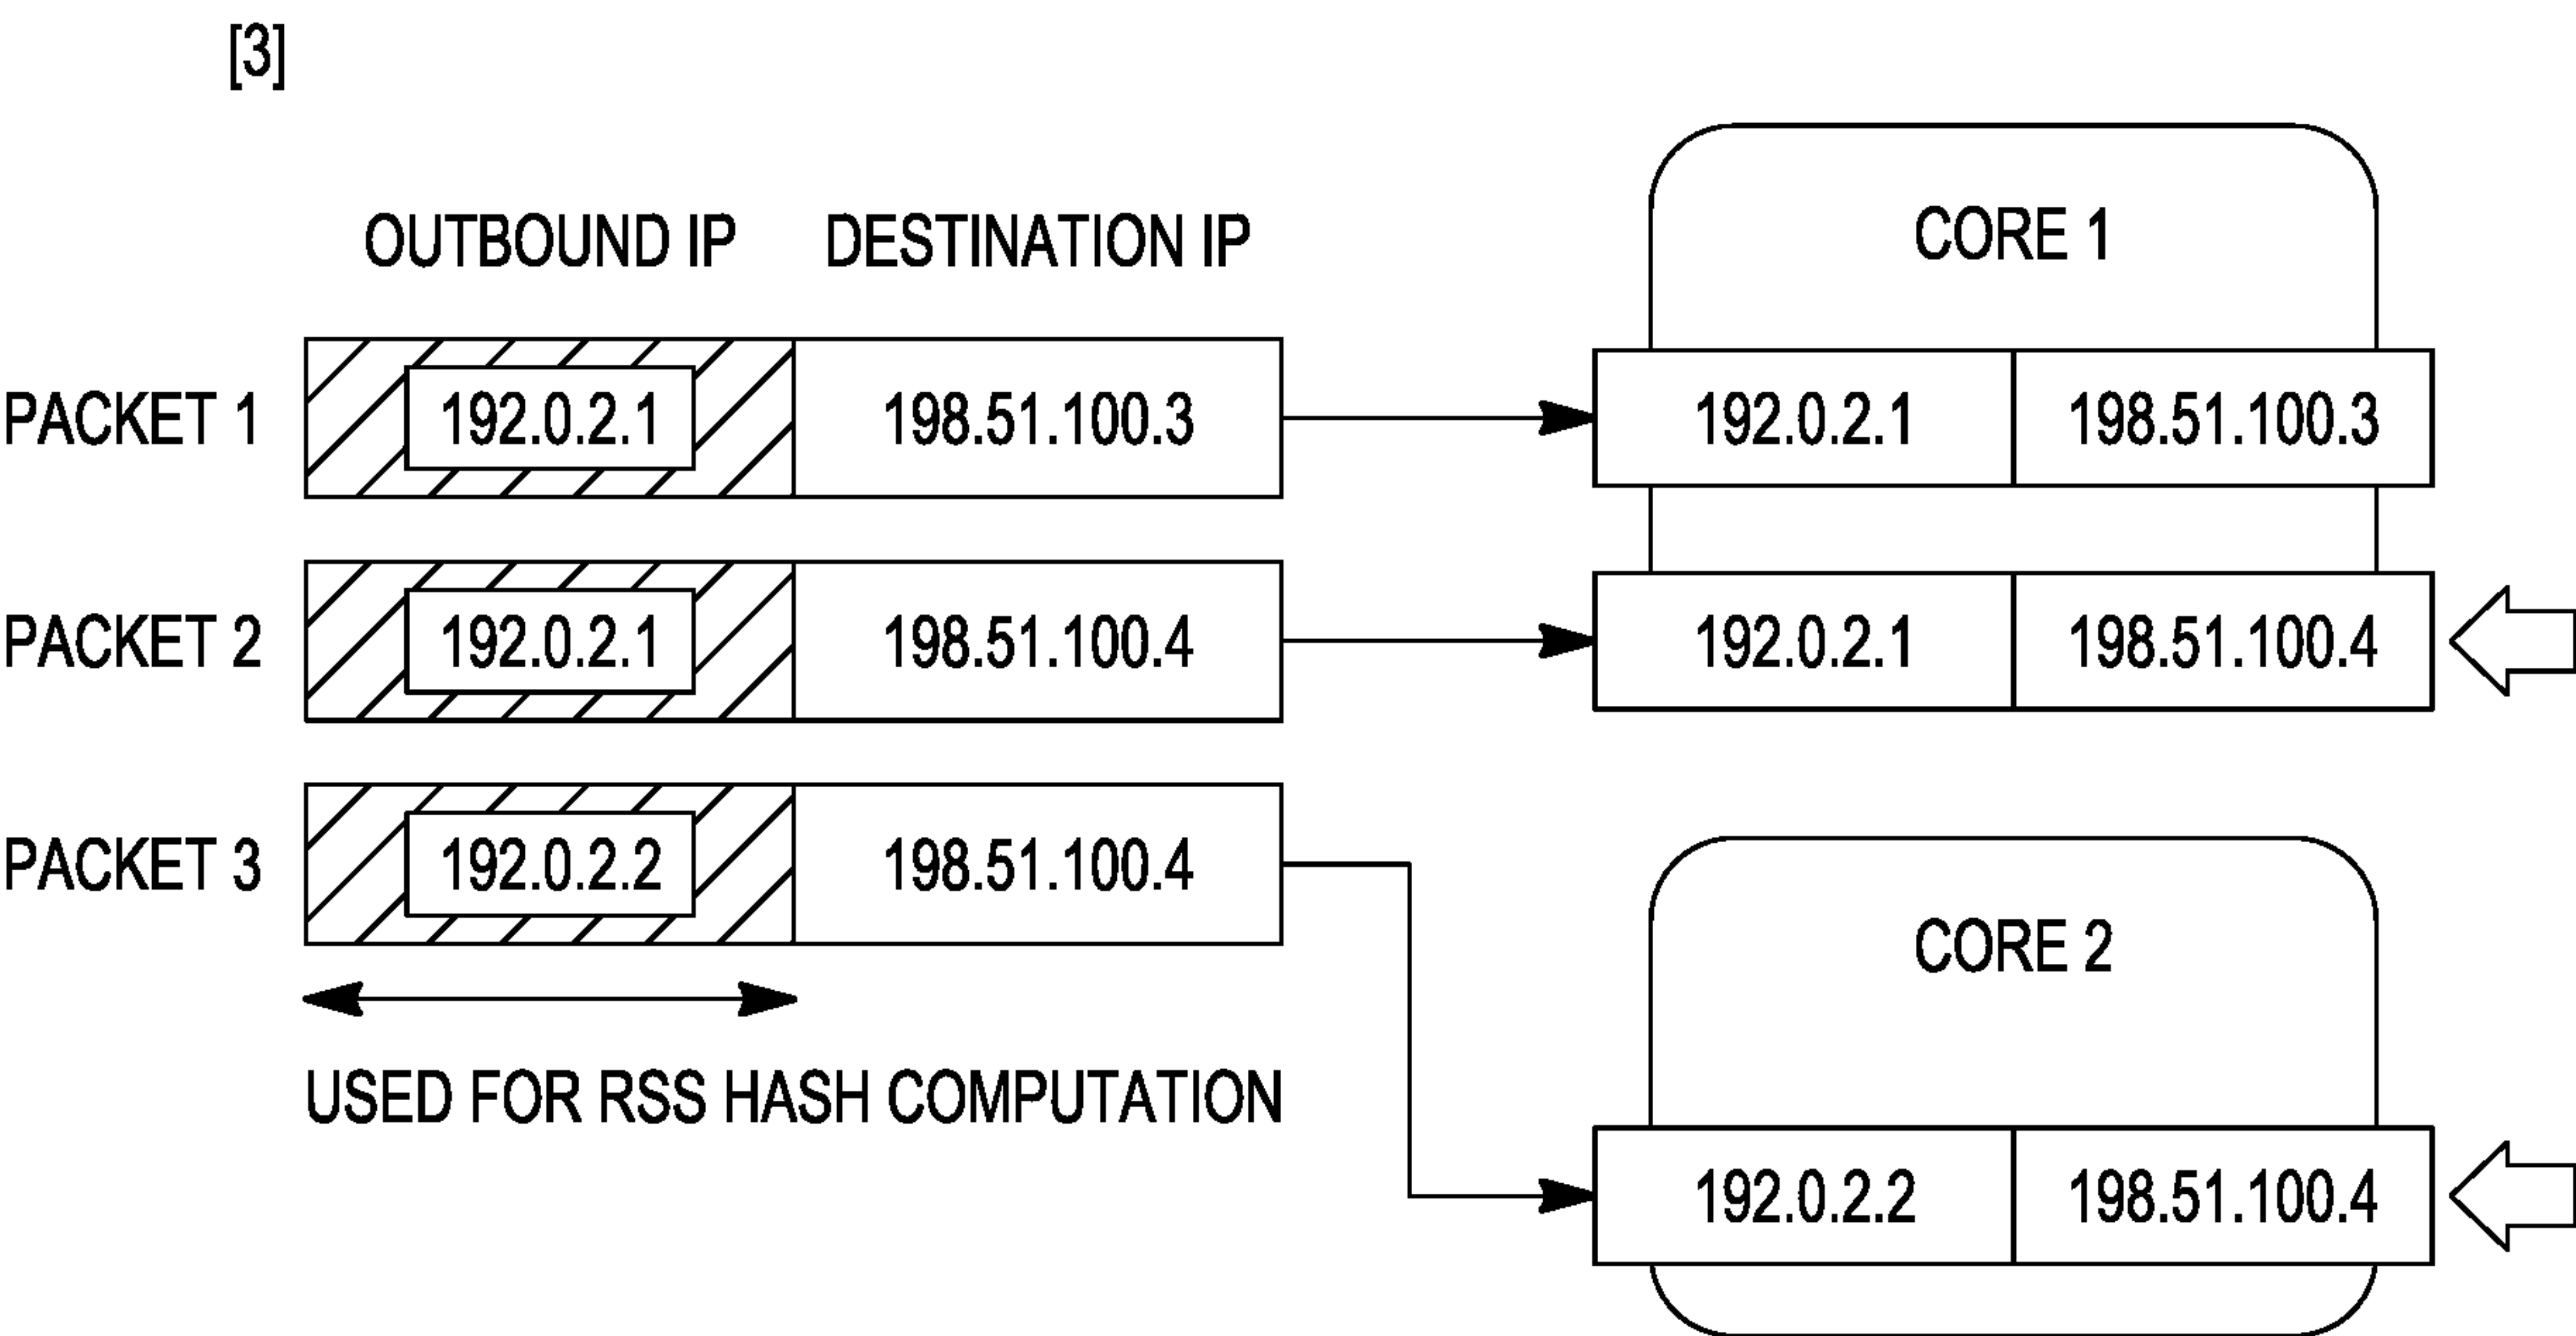 [3]
OUTBOUND IP DESTINATION IP
CORE 1
PACKET 1 192.0.2.1 198.51.100.3 192.0.2.1 198.51.100.3
PACKET 2 192.0.2.1 198.51.100.4 192.0.2.1 198.51.100.4
PACKET 3 192.0.2.2 198.51.100.4
CORE 2
USED FOR RSS HASH COMPUTATION
192.0.2.2 198.51.100.4